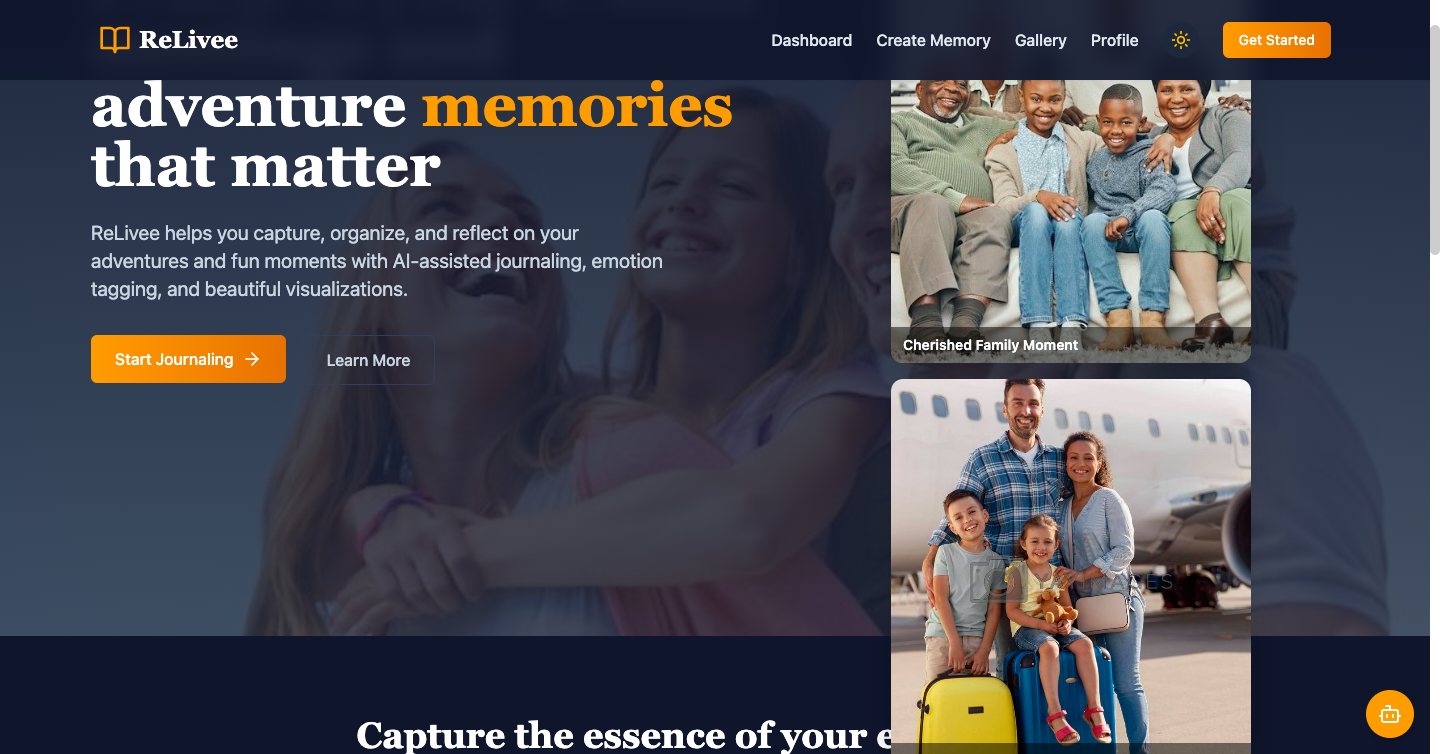 ReLivee
Dashboard
Create Memory
Gallery
Profile
Get Started
adventure memories
that matter
ReLivee helps you capture, organize, and reflect on your
adventures and fun moments with AI-assisted journaling, emotion
tagging, and beautiful visualizations.
Start Journaling
Learn More
Cherished Family Moment
Capture the essence of your